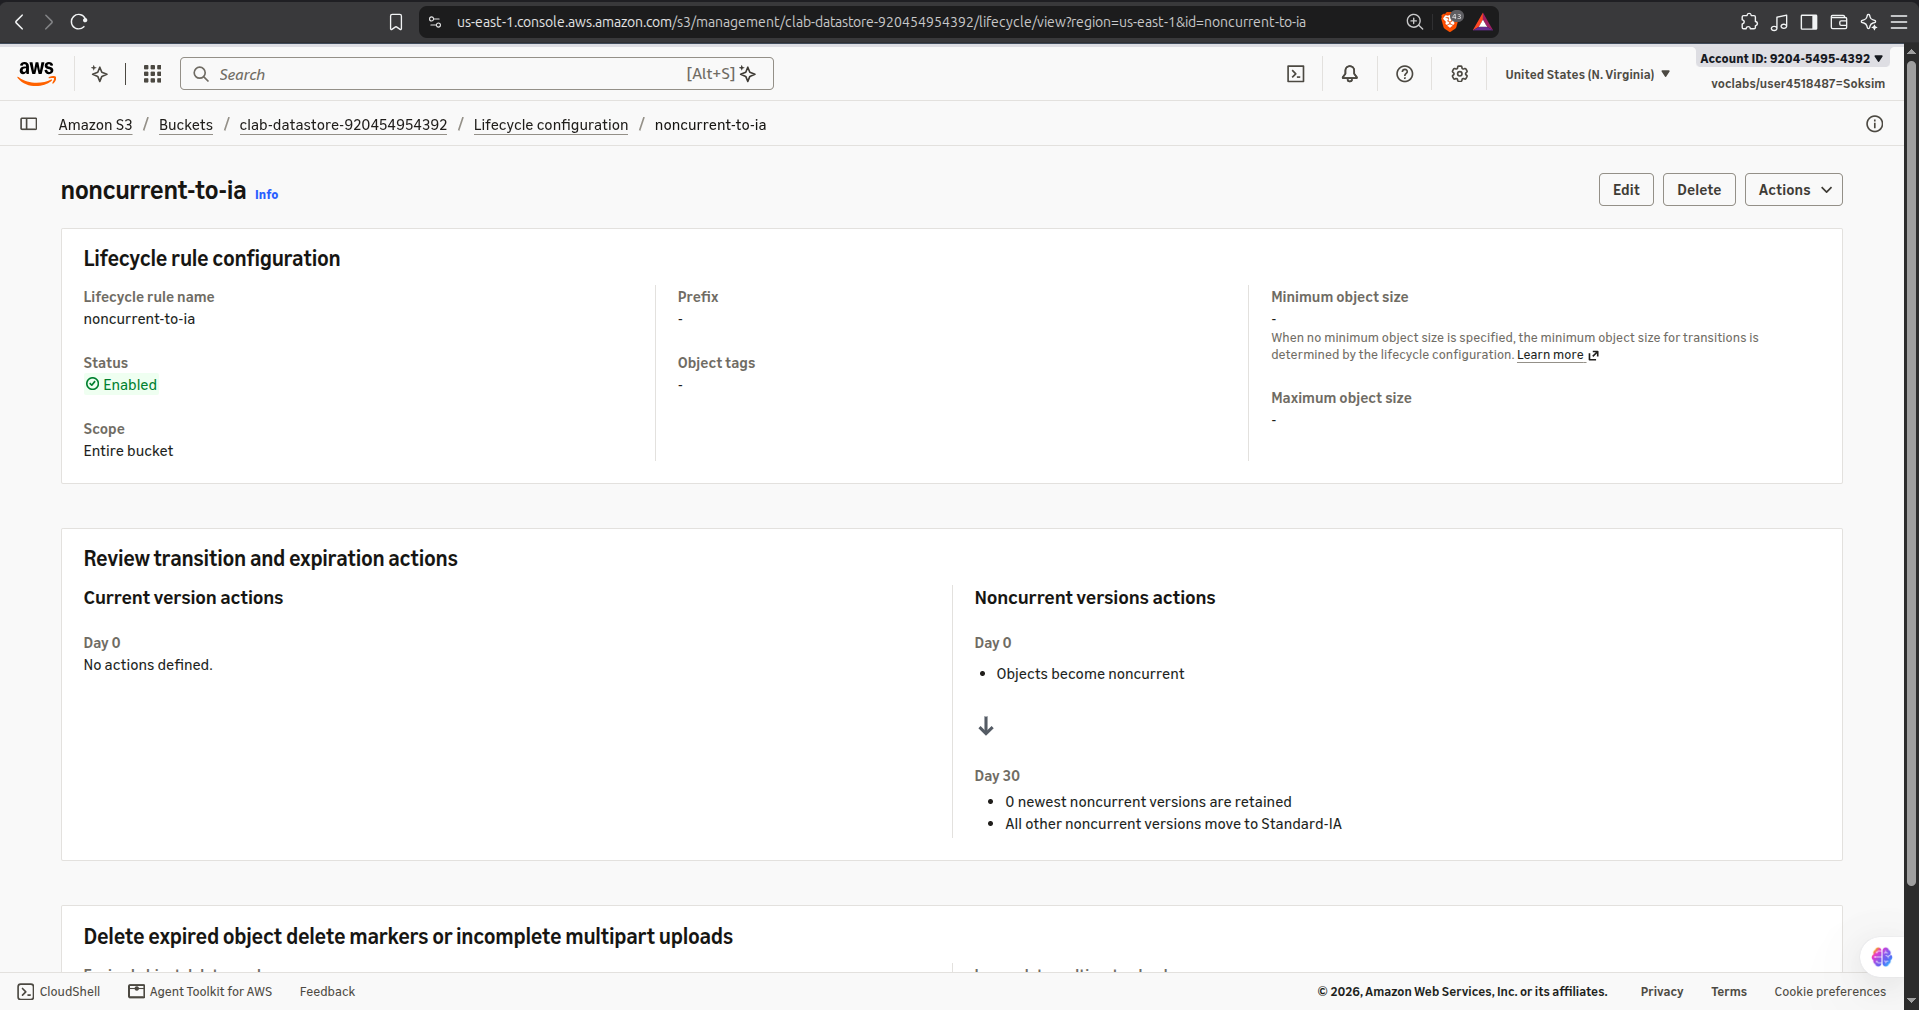 us-east-1.console.aws.amazon.com/s3/management/clab-datastore-920454954392/lifecycle/view?region=us-east-1&id=noncurrent-to-ia
43
aws
Search
[Alt+S]
United States (N. Virginia)
Account ID: 9204-5495-4392
voclabs/user4518487=Soksim
Amazon S3 / Buckets / clab-datastore-920454954392 / Lifecycle configuration / noncurrent-to-ia
noncurrent-to-ia Info
Edit
Delete
Actions
Lifecycle rule configuration
Lifecycle rule name
noncurrent-to-ia
Status
Enabled
Scope
Entire bucket
Prefix
-
Object tags
-
Minimum object size
-
When no minimum object size is specified, the minimum object size for transitions is
determined by the lifecycle configuration. Learn more
Maximum object size
-
Review transition and expiration actions
Current version actions
Day 0
No actions defined.
Noncurrent versions actions
Day 0
• Objects become noncurrent
Day 30
• 0 newest noncurrent versions are retained
• All other noncurrent versions move to Standard-IA
Delete expired object delete markers or incomplete multipart uploads
CloudShell
Agent Toolkit for AWS
Feedback
© 2026, Amazon Web Services, Inc. or its affiliates.
Privacy
Terms
Cookie preferences